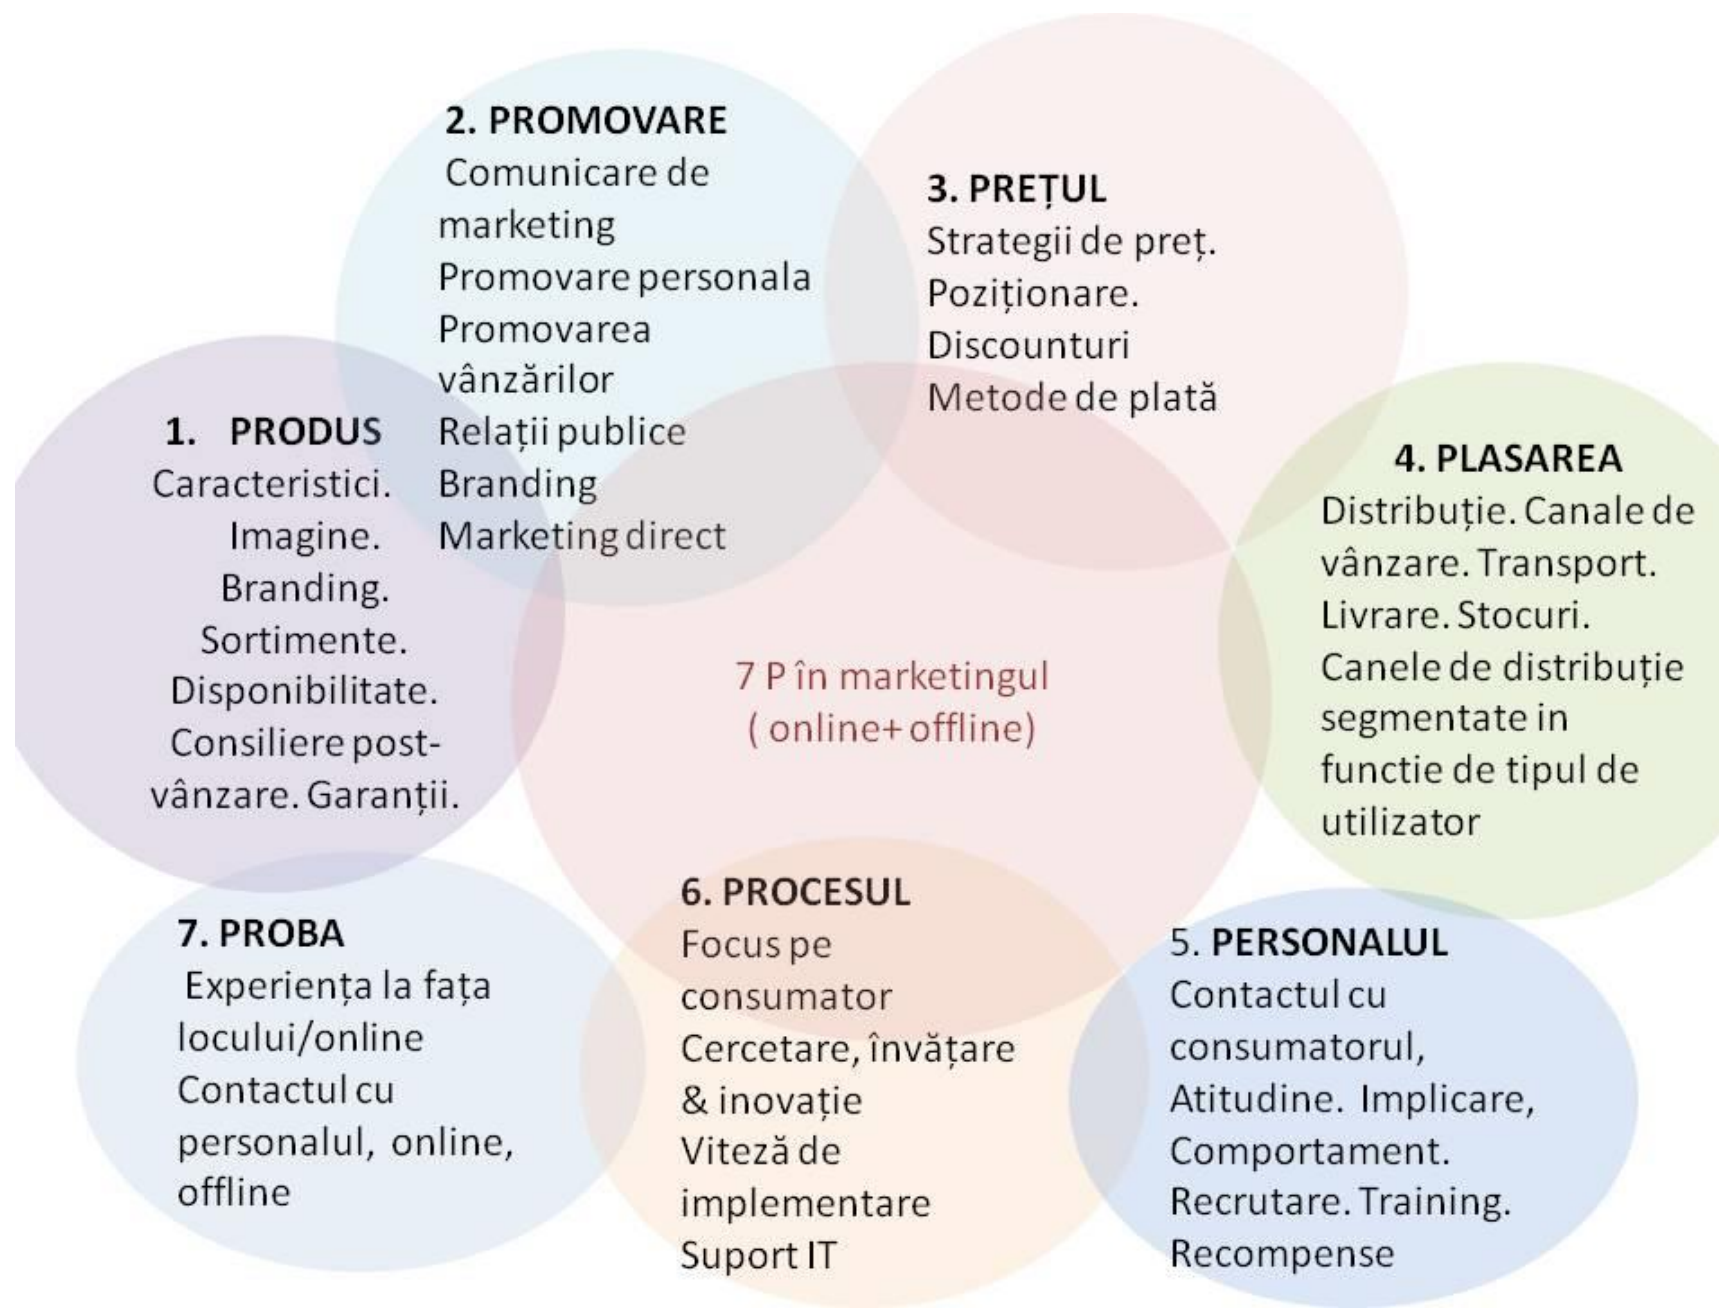 1. PRODUS
Caracteristici.
Imagine.
Branding.
Sortimente.
Disponibilitate.
Consiliere post-
vânzare. Garanții.
2. PROMOVARE
Comunicare de
marketing
Promovare personala
Promovarea
vânzărilor
Relații publice
Branding
Marketing direct
3. PREȚUL
Strategii de preț.
Poziționare.
Discounturi
Metode de plată
4. PLASAREA
Distribuție. Canale de
vânzare. Transport.
Livrare. Stocuri.
Canele de distribuție
segmentate in
functie de tipul de
utilizator
7 P în marketingul
( online+ offline)
5. PERSONALUL
Contactul cu
consumatorul,
Atitudine. Implicare,
Comportament.
Recrutare. Training.
Recompense
6. PROCESUL
Focus pe
consumator
Cercetare, învățare
& inovație
Viteză de
implementare
Suport IT
7. PROBA
Experiența la fața
locului/online
Contactul cu
personalul, online,
offline